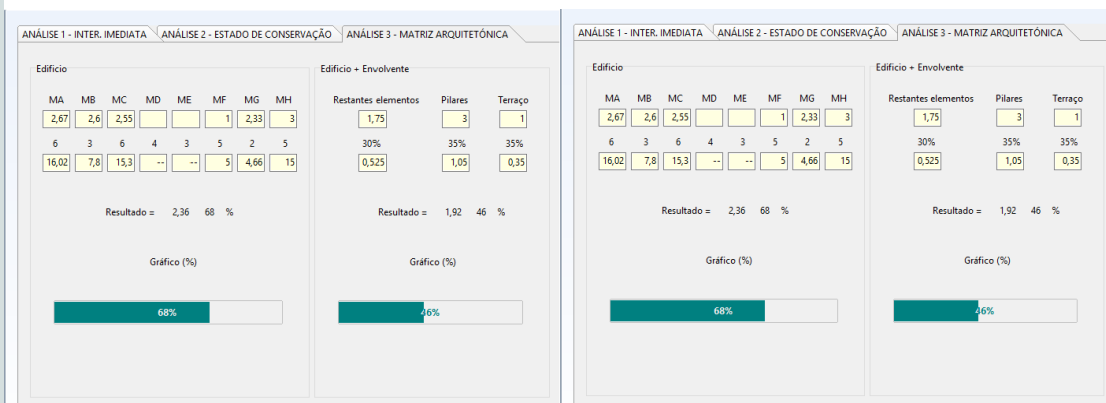 ANÁLISE 1 - INTER. IMEDIATA ANÁLISE 2 - ESTADO DE CONSERVAÇÃO ANÁLISE 3 - MATRIZ ARQUITETÓNICA
Edificio
MA MB MC MD ME MF MG MH
2,67 2,6 2,55 1 2,33 3
6 3 6 4 3 5 2 5
16,02 7,8 15,3 -- -- 5 4,66 15
Resultado = 2,36 68 %
Gráfico (%)
68%
Edificio + Envolvente
Restantes elementos Pilares Terraço
1,75 3 1
30% 35% 35%
0,525 1,05 0,35
Resultado = 1,92 46 %
Gráfico (%)
46%
ANÁLISE 1 - INTER. IMEDIATA ANÁLISE 2 - ESTADO DE CONSERVAÇÃO ANÁLISE 3 - MATRIZ ARQUITETÓNICA
Edificio
MA MB MC MD ME MF MG MH
2,67 2,6 2,55 1 2,33 3
6 3 6 4 3 5 2 5
16,02 7,8 15,3 -- -- 5 4,66 15
Resultado = 2,36 68 %
Gráfico (%)
68%
Edificio + Envolvente
Restantes elementos Pilares Terraço
1,75 3 1
30% 35% 35%
0,525 1,05 0,35
Resultado = 1,92 46 %
Gráfico (%)
46%